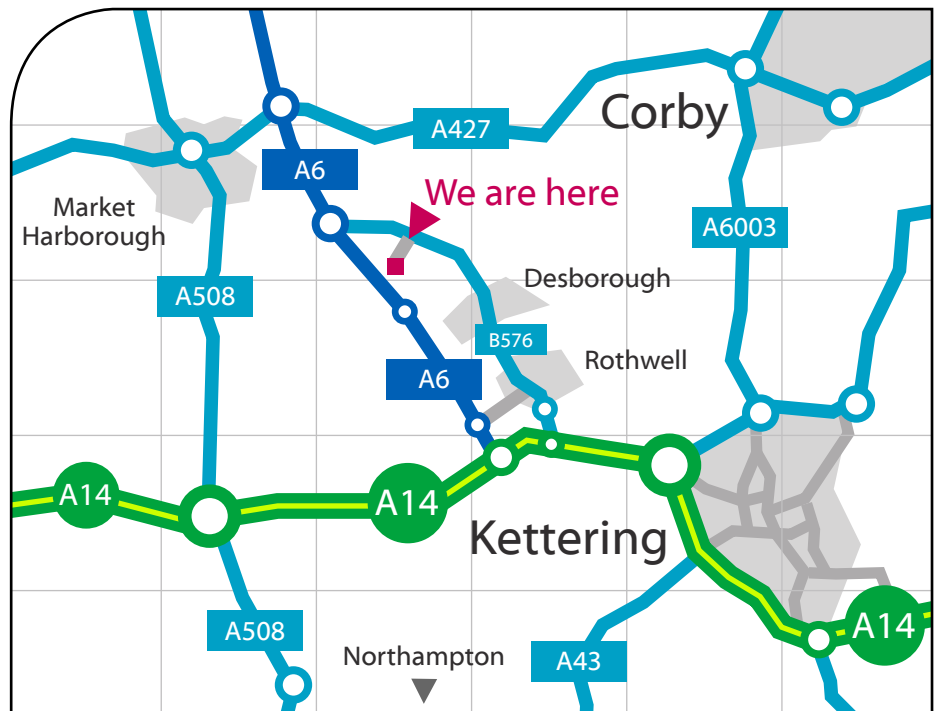 Corby
A427
A6
We are here
Market
Harborough
A6003
Desborough
A508
B576
Rothwell
A6
A14
A14
Kettering
A508
A14
Northampton
A43